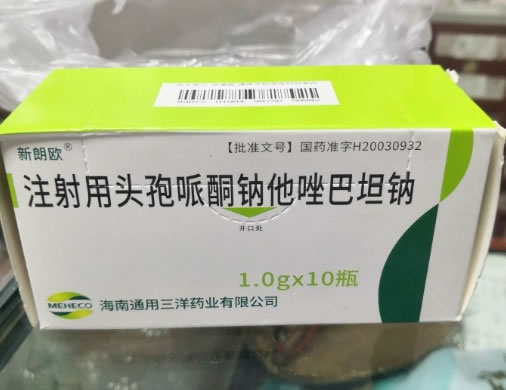 新朗欧®
【批准文号】国药准字H20030932
注射用头孢哌酮钠他唑巴坦钠
开口处
1.0gx10瓶
MEHECO 海南通用三洋药业有限公司